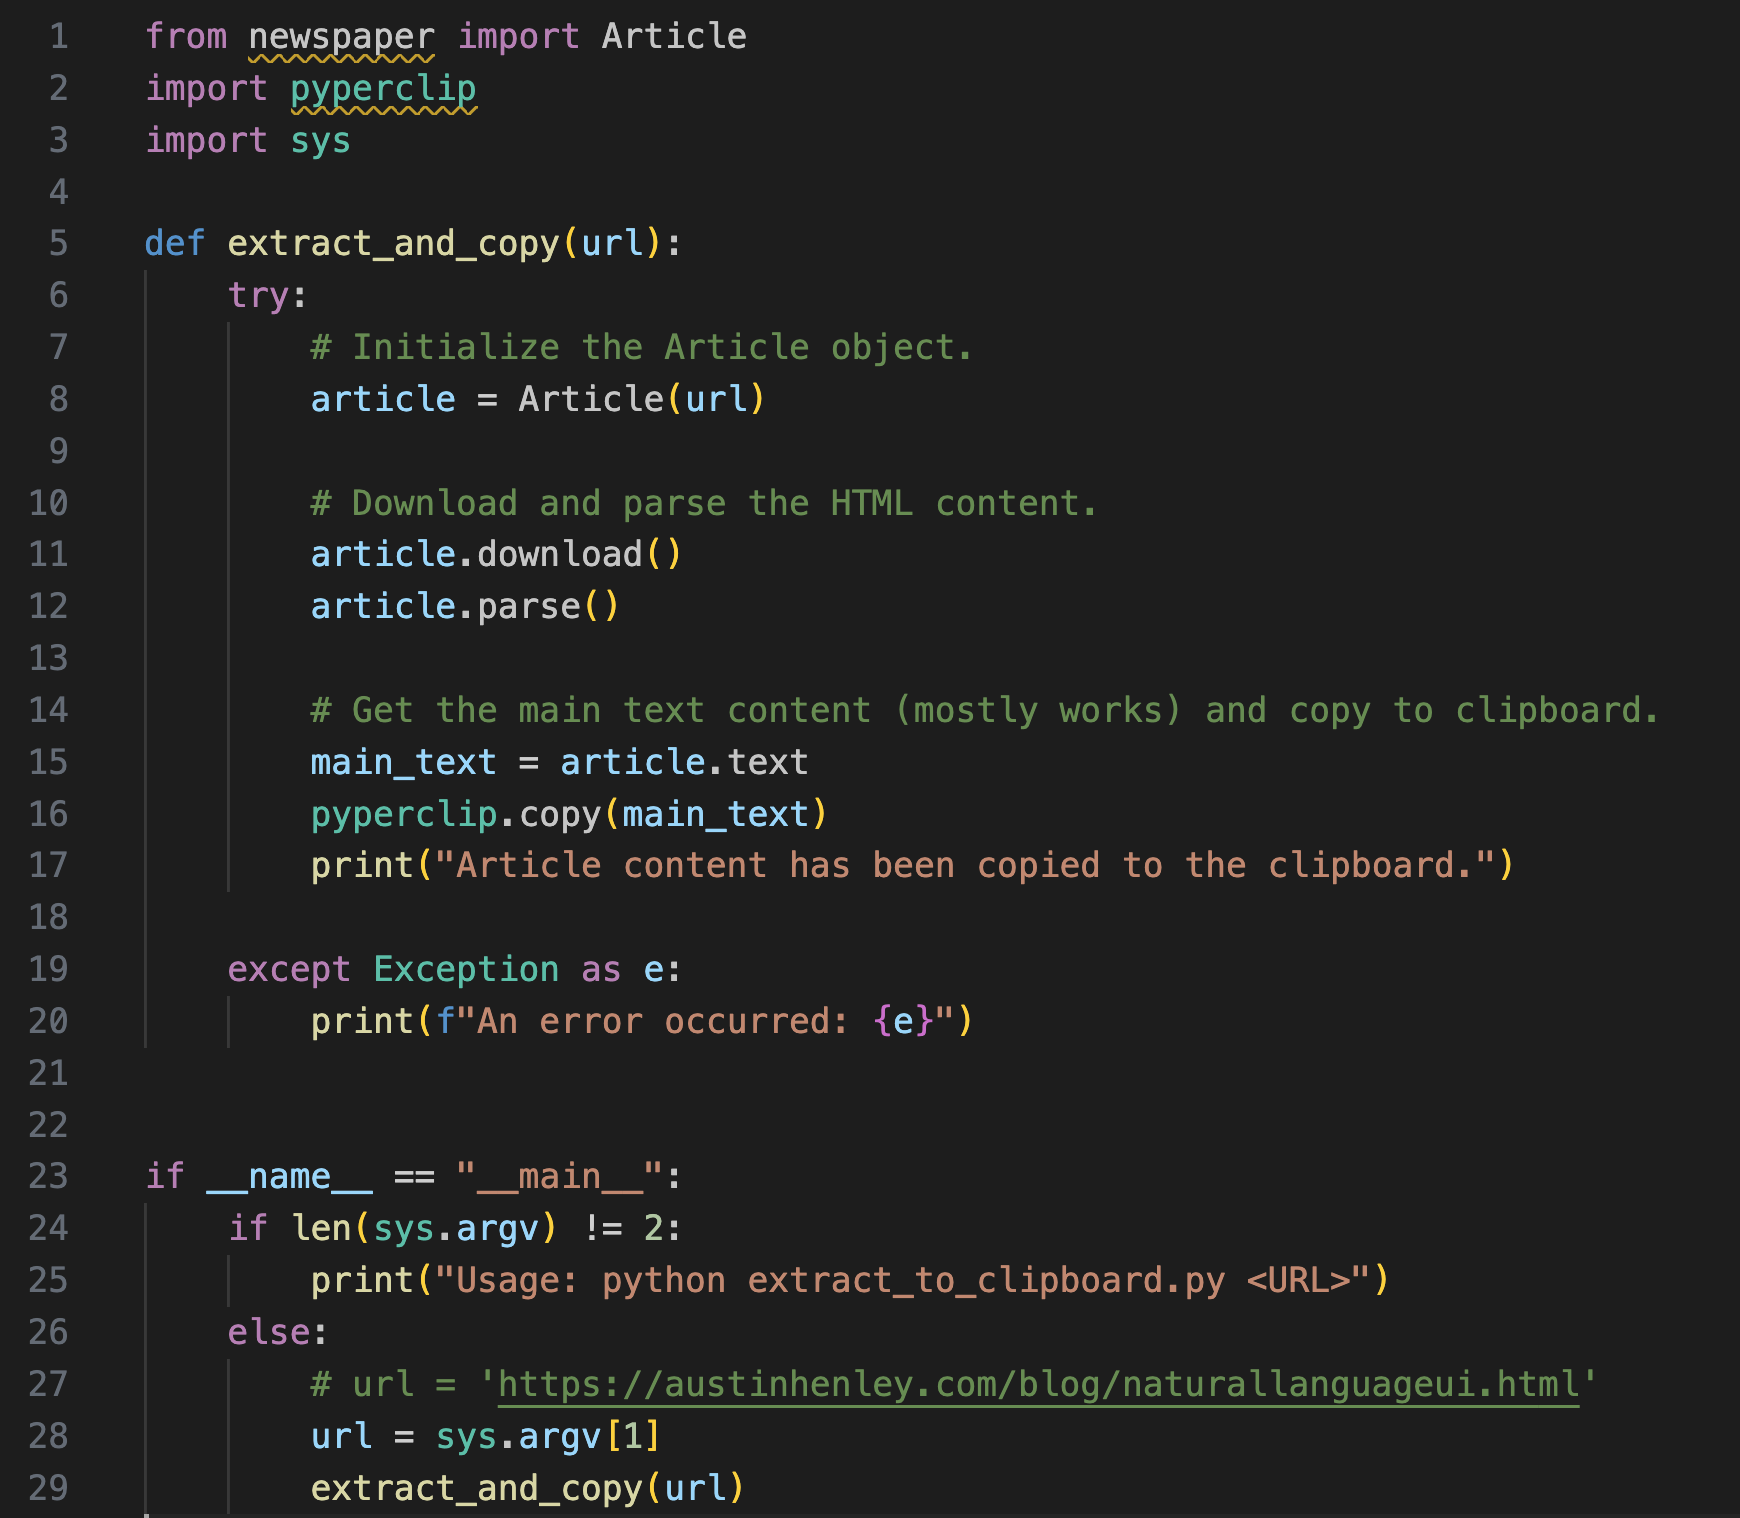 1 from newspaper import Article
2 import pyperclip
3 import sys
4
5 def extract_and_copy(url):
6     try:
7         # Initialize the Article object.
8         article = Article(url)
9
10         # Download and parse the HTML content.
11         article.download()
12         article.parse()
13
14         # Get the main text content (mostly works) and copy to clipboard.
15         main_text = article.text
16         pyperclip.copy(main_text)
17         print("Article content has been copied to the clipboard.")
18
19     except Exception as e:
20         print(f"An error occurred: {e}")
21
22
23 if __name__ == "__main__":
24     if len(sys.argv) != 2:
25         print("Usage: python extract_to_clipboard.py <URL>")
26     else:
27         # url = 'https://austinhenley.com/blog/naturallanguageui.html'
28         url = sys.argv[1]
29         extract_and_copy(url)